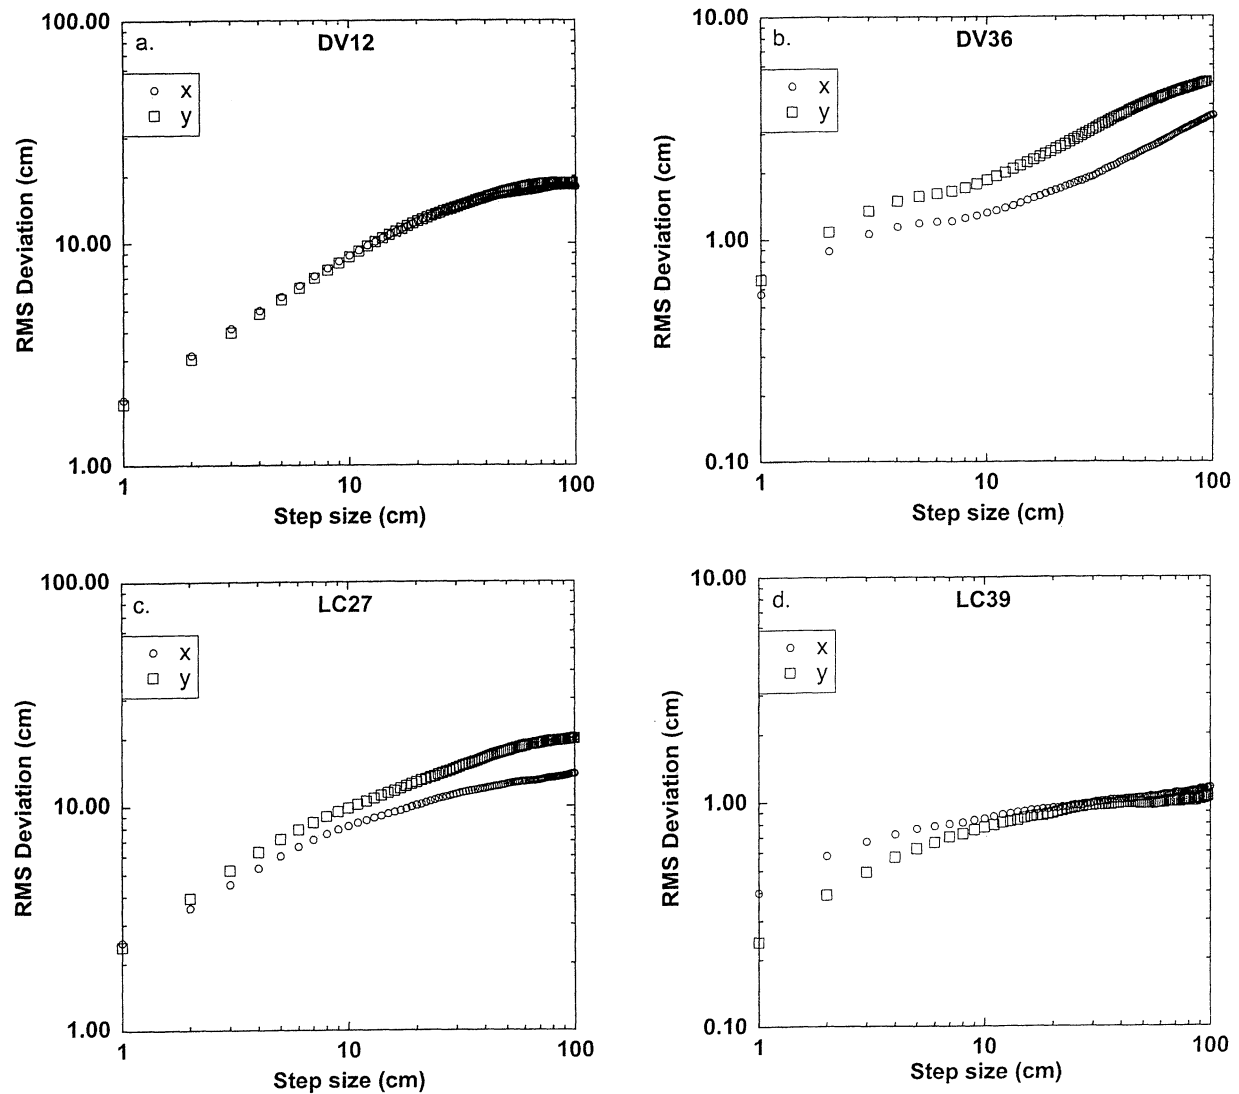 a.
DV12
x
y
100.00
10.00
1.00
RMS Deviation (cm)
1
10
100
Step size (cm)
b.
DV36
x
y
10.00
1.00
0.10
RMS Deviation (cm)
1
10
100
Step size (cm)
c.
LC27
x
y
100.00
10.00
1.00
RMS Deviation (cm)
1
10
100
Step size (cm)
d.
LC39
x
y
10.00
1.00
0.10
RMS Deviation (cm)
1
10
100
Step size (cm)